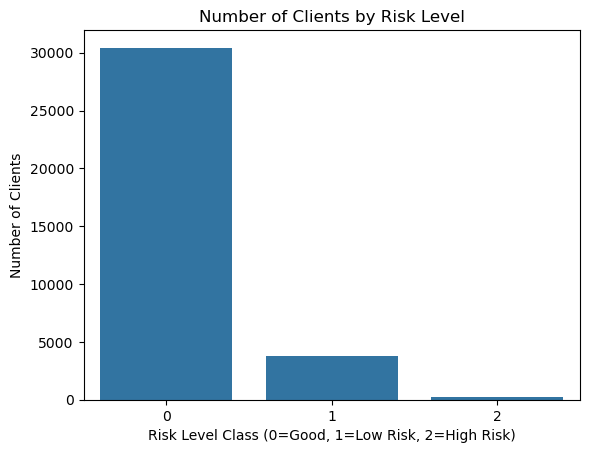 Number of Clients by Risk Level
30000
25000
20000
15000
10000
5000
0
Number of Clients
0 1 2
Risk Level Class (0=Good, 1=Low Risk, 2=High Risk)